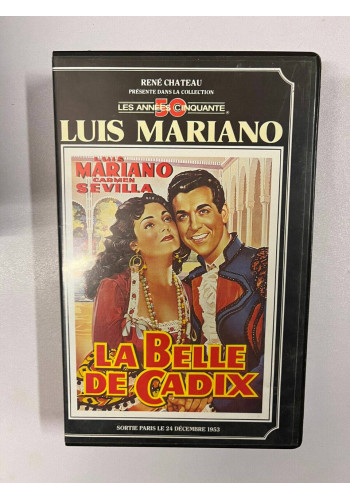 RENÉ CHATEAU
PRÉSENTE DANS LA COLLECTION
50
LES ANNÉES CINQUANTE
LUIS MARIANO
LUIS
MARIANO
CARMEN
SEVILLA
LA BELLE
DE CADIX
SORTIE PARIS LE 24 DÉCEMBRE 1953